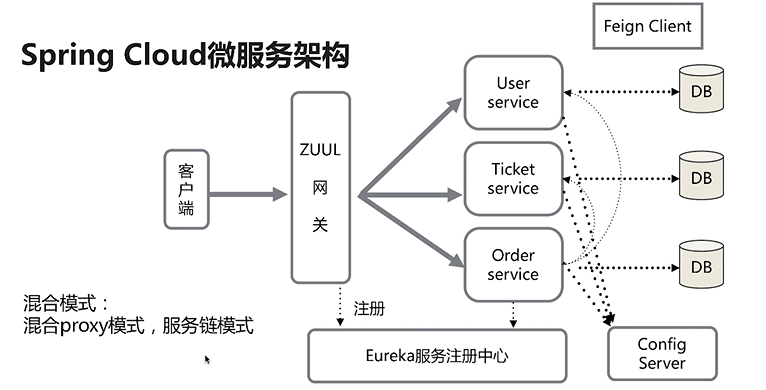 Feign Client
Spring Cloud微服务架构
User
service
DB
ZUUL
网
关
客
户
端
Ticket
service
DB
Order
service
DB
混合模式：
混合proxy模式，服务链模式
注册
Eureka服务注册中心
Config
Server